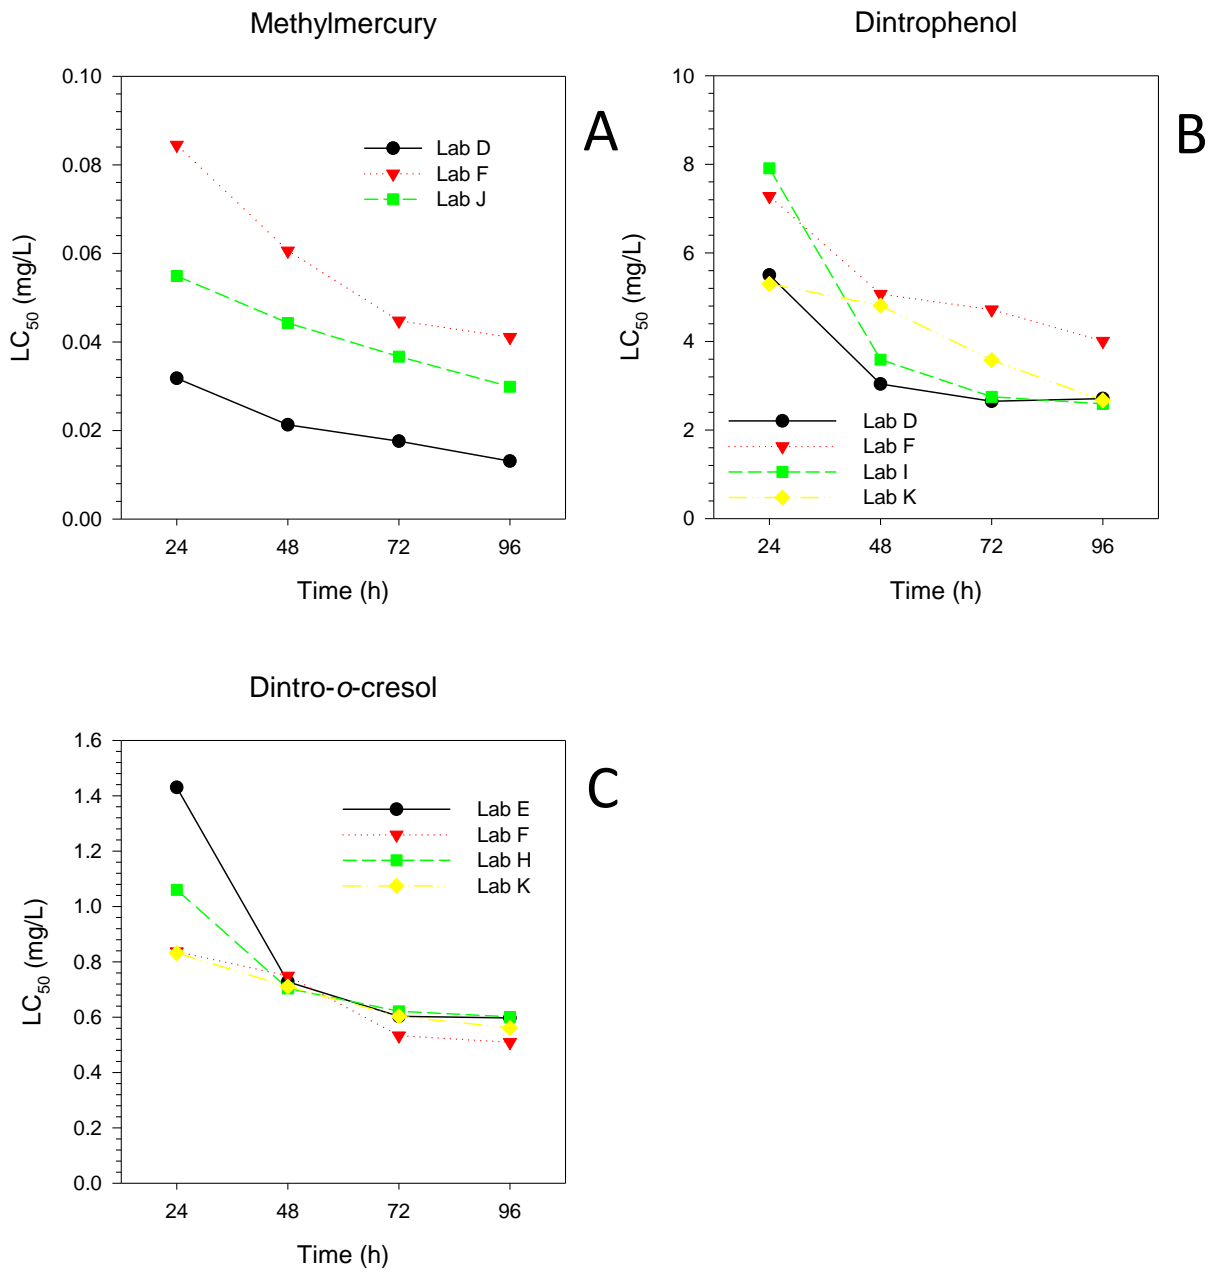 Methylmercury
0.10
0.08
0.06
0.04
0.02
0.00
LC50 (mg/L)
24 48 72 96
Time (h)
Lab D
Lab F
Lab J
A
Dintrophenol
10
8
6
4
2
0
LC50 (mg/L)
24 48 72 96
Time (h)
Lab D
Lab F
Lab I
Lab K
B
Dintro-o-cresol
1.6
1.4
1.2
1.0
0.8
0.6
0.4
0.2
0.0
LC50 (mg/L)
24 48 72 96
Time (h)
Lab E
Lab F
Lab H
Lab K
C